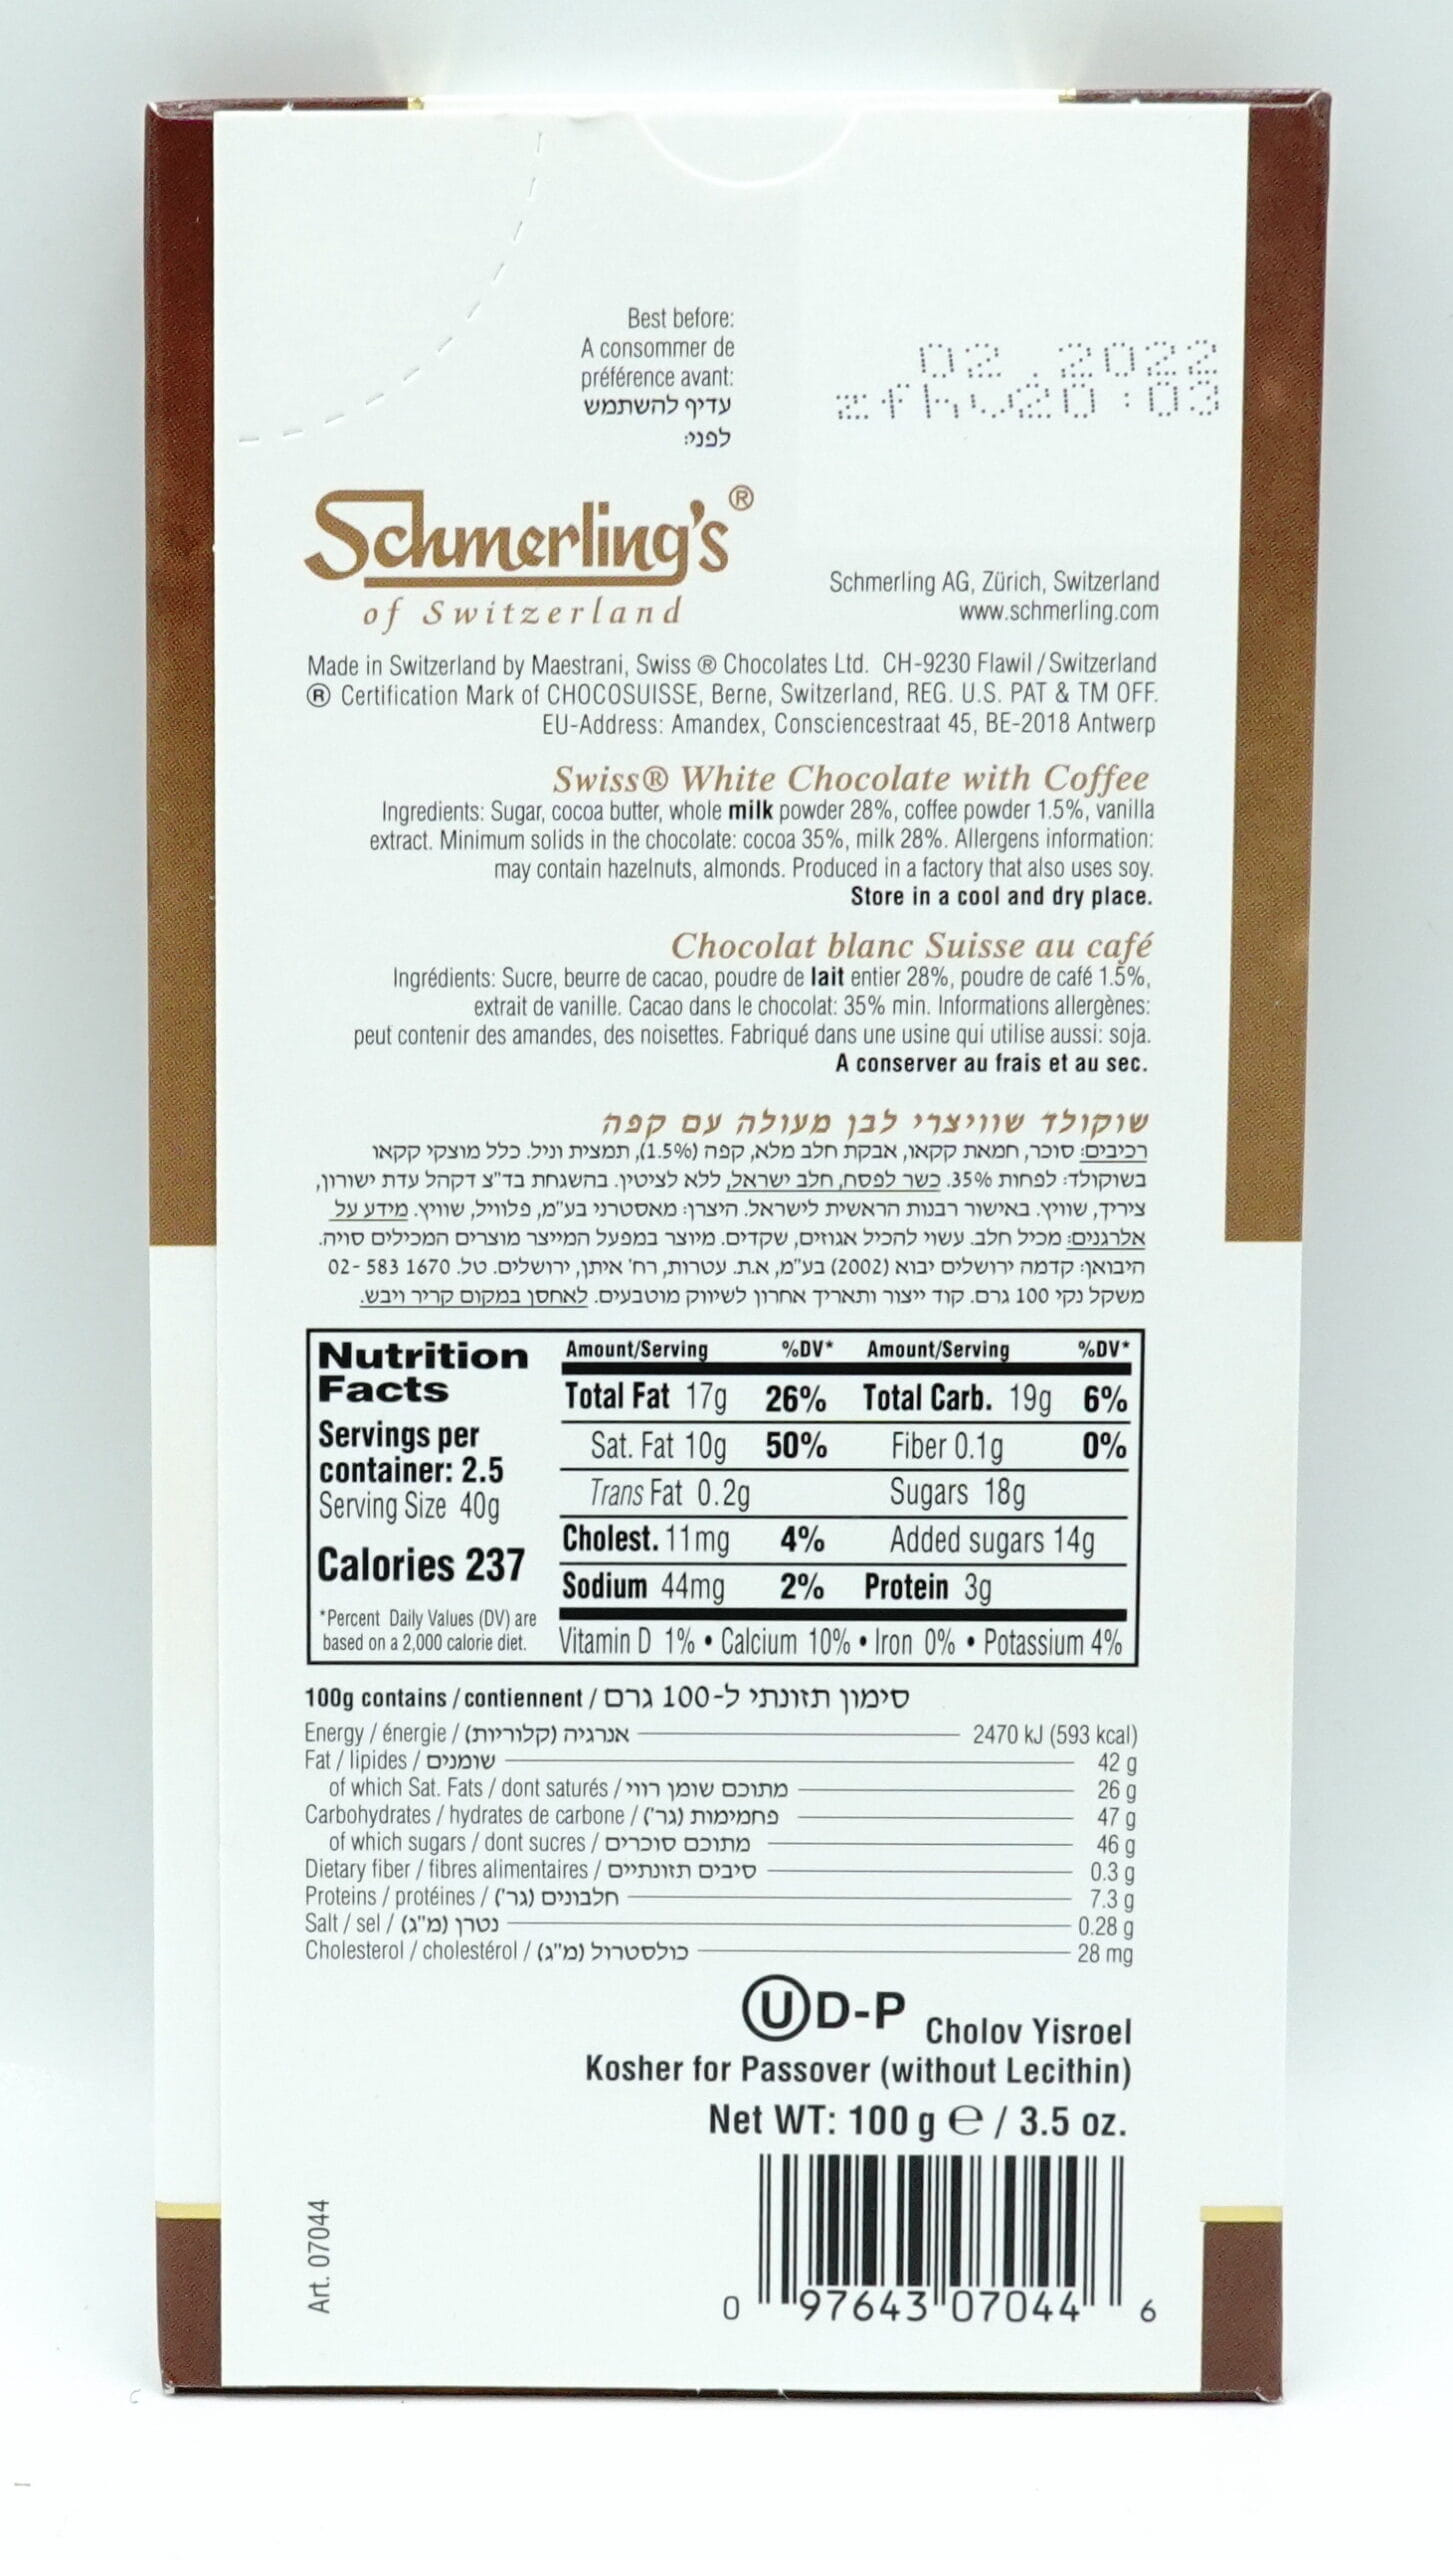 Best before:
A consommer de
préférence avant:
עדיף להשתמש
לפני:
02.2022
20:03
Schmerling's®
of Switzerland
Schmerling AG, Zürich, Switzerland
www.schmerling.com
Made in Switzerland by Maestrani, Swiss ® Chocolates Ltd. CH-9230 Flawil / Switzerland
® Certification Mark of CHOCOSUISSE, Berne, Switzerland, REG. U.S. PAT & TM OFF.
EU-Address: Amandex, Consciencestraat 45, BE-2018 Antwerp
Swiss® White Chocolate with Coffee
Ingredients: Sugar, cocoa butter, whole milk powder 28%, coffee powder 1.5%, vanilla
extract. Minimum solids in the chocolate: cocoa 35%, milk 28%. Allergens information:
may contain hazelnuts, almonds. Produced in a factory that also uses soy.
Store in a cool and dry place.
Chocolat blanc Suisse au café
Ingrédients: Sucre, beurre de cacao, poudre de lait entier 28%, poudre de café 1.5%,
extrait de vanille. Cacao dans le chocolat: 35% min. Informations allergènes:
peut contenir des amandes, des noisettes. Fabriqué dans une usine qui utilise aussi: soja.
A conserver au frais et au sec.
שוקולד שוויצרי לבן מעולה עם קפה
רכיבים: סוכר, חמאת קקאו, אבקת חלב מלא, קפה (1.5%), תמצית וניל. כלל מוצקי קקאו
בשוקולד: לפחות 35%. כשר לפסח, חלב ישראל, ללא לציטין. בהשגחת בד"צ דקהל עדת ישורון,
ציריך, שוויץ. באישור רבנות הראשית לישראל. היצרן: מאסטרני בע"מ, פלוויל, שוויץ. מידע על
אלרגנים: מכיל חלב. עשוי להכיל אגוזים, שקדים. מיוצר במפעל המייצר מוצרים המכילים סויה.
היבואן: קדמה ירושלים יבוא (2002) בע"מ, א.ת. עטרות, רח' איתן, ירושלים. טל. 02- 583 1670
משקל נקי 100 גרם. קוד ייצור ותאריך אחרון לשיווק מוטבעים. לאחסן במקום קריר ויבש.
Nutrition
Facts
Servings per
container: 2.5
Serving Size 40g
Calories 237
*Percent Daily Values (DV) are
based on a 2,000 calorie diet.
Amount/Serving %DV* Amount/Serving %DV*
Total Fat 17g 26% Total Carb. 19g 6%
Sat. Fat 10g 50% Fiber 0.1g 0%
Trans Fat 0.2g Sugars 18g
Cholest. 11mg 4% Added sugars 14g
Sodium 44mg 2% Protein 3g
Vitamin D 1% • Calcium 10% • Iron 0% • Potassium 4%
100g contains / contiennent / סימון תזונתי ל-100 גרם
Energy / énergie / אנרגיה (קלוריות) 2470 kJ (593 kcal)
Fat / lipides / שומנים 42 g
of which Sat. Fats / dont saturés / מתוכם שומן רווי 26 g
Carbohydrates / hydrates de carbone / פחמימות (גר') 47 g
of which sugars / dont sucres / מתוכם סוכרים 46 g
Dietary fiber / fibres alimentaires / סיבים תזונתיים 0.3 g
Proteins / protéines / חלבונים (גר') 7.3 g
Salt / sel / נטרן (מ"ג) 0.28 g
Cholesterol / cholestérol / כולסטרול (מ"ג) 28 mg
Ⓤ D-P Cholov Yisroel
Kosher for Passover (without Lecithin)
Net WT: 100 g ℮ / 3.5 oz.
Art. 07044
0 97643 07044 6